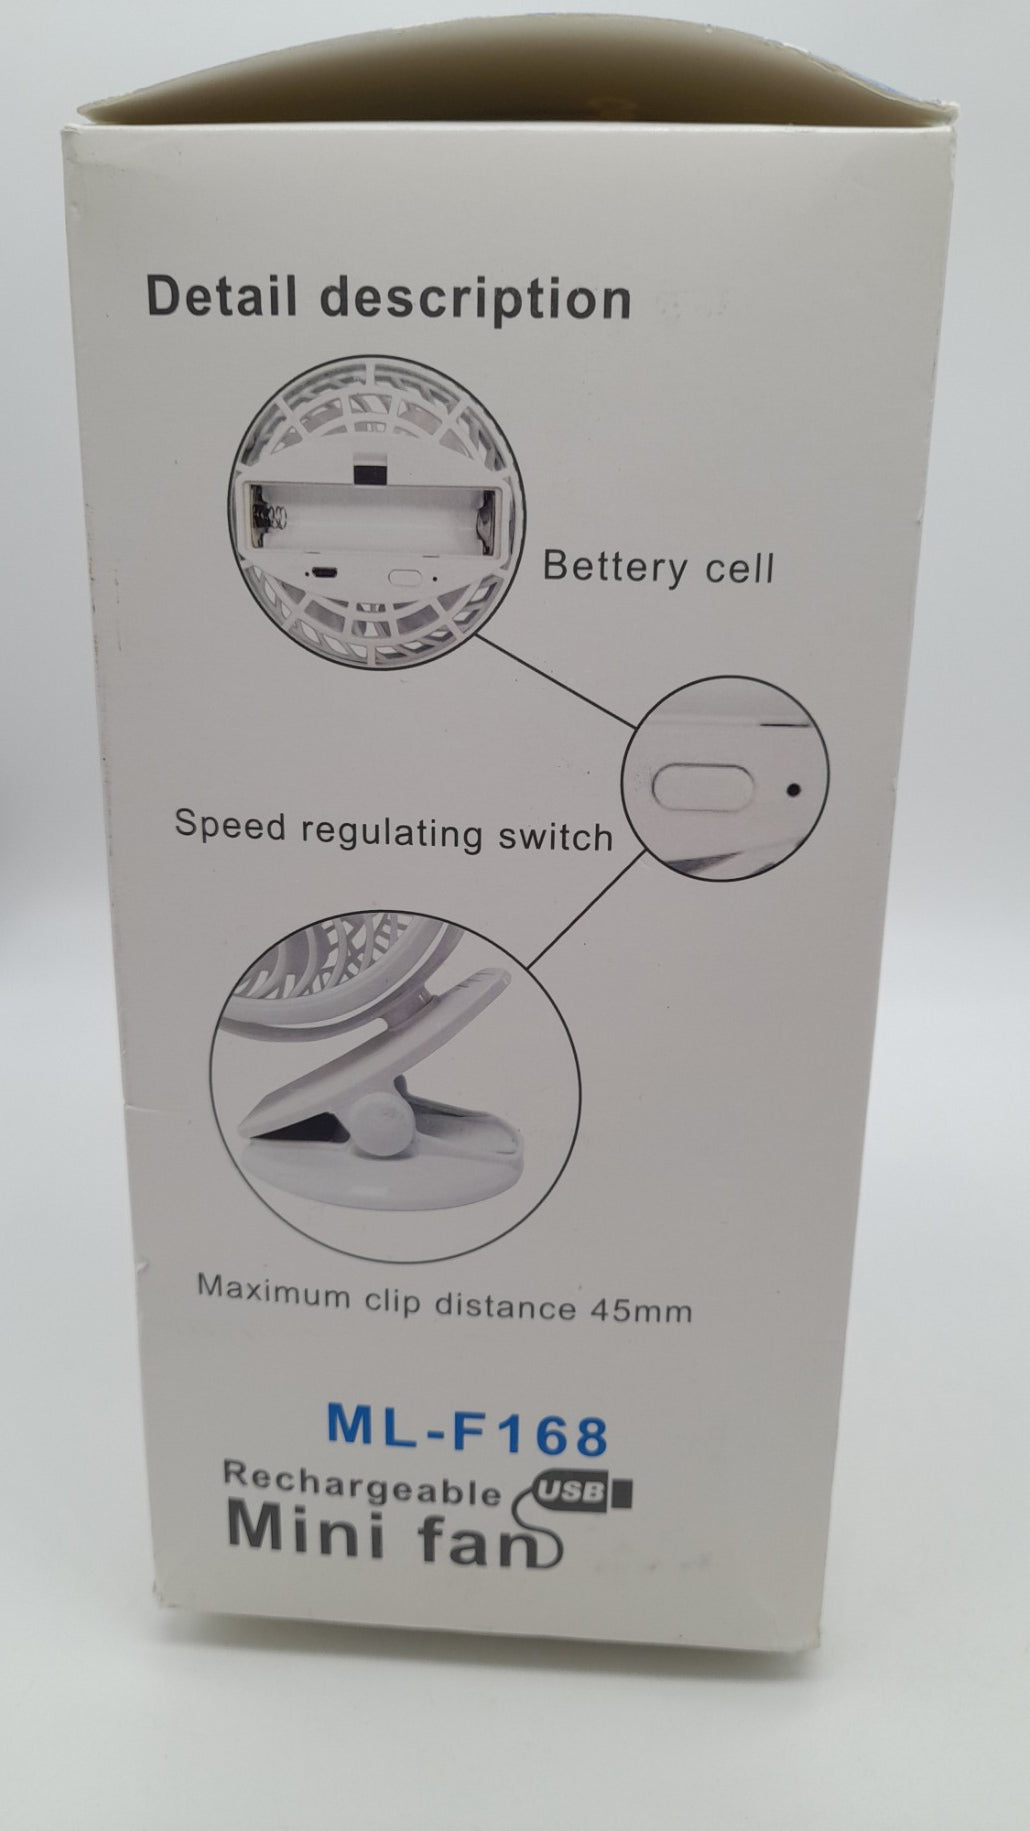 Detail description
Bettery cell
Speed regulating switch
Maximum clip distance 45mm
ML-F168
Rechargeable USB
Mini fan